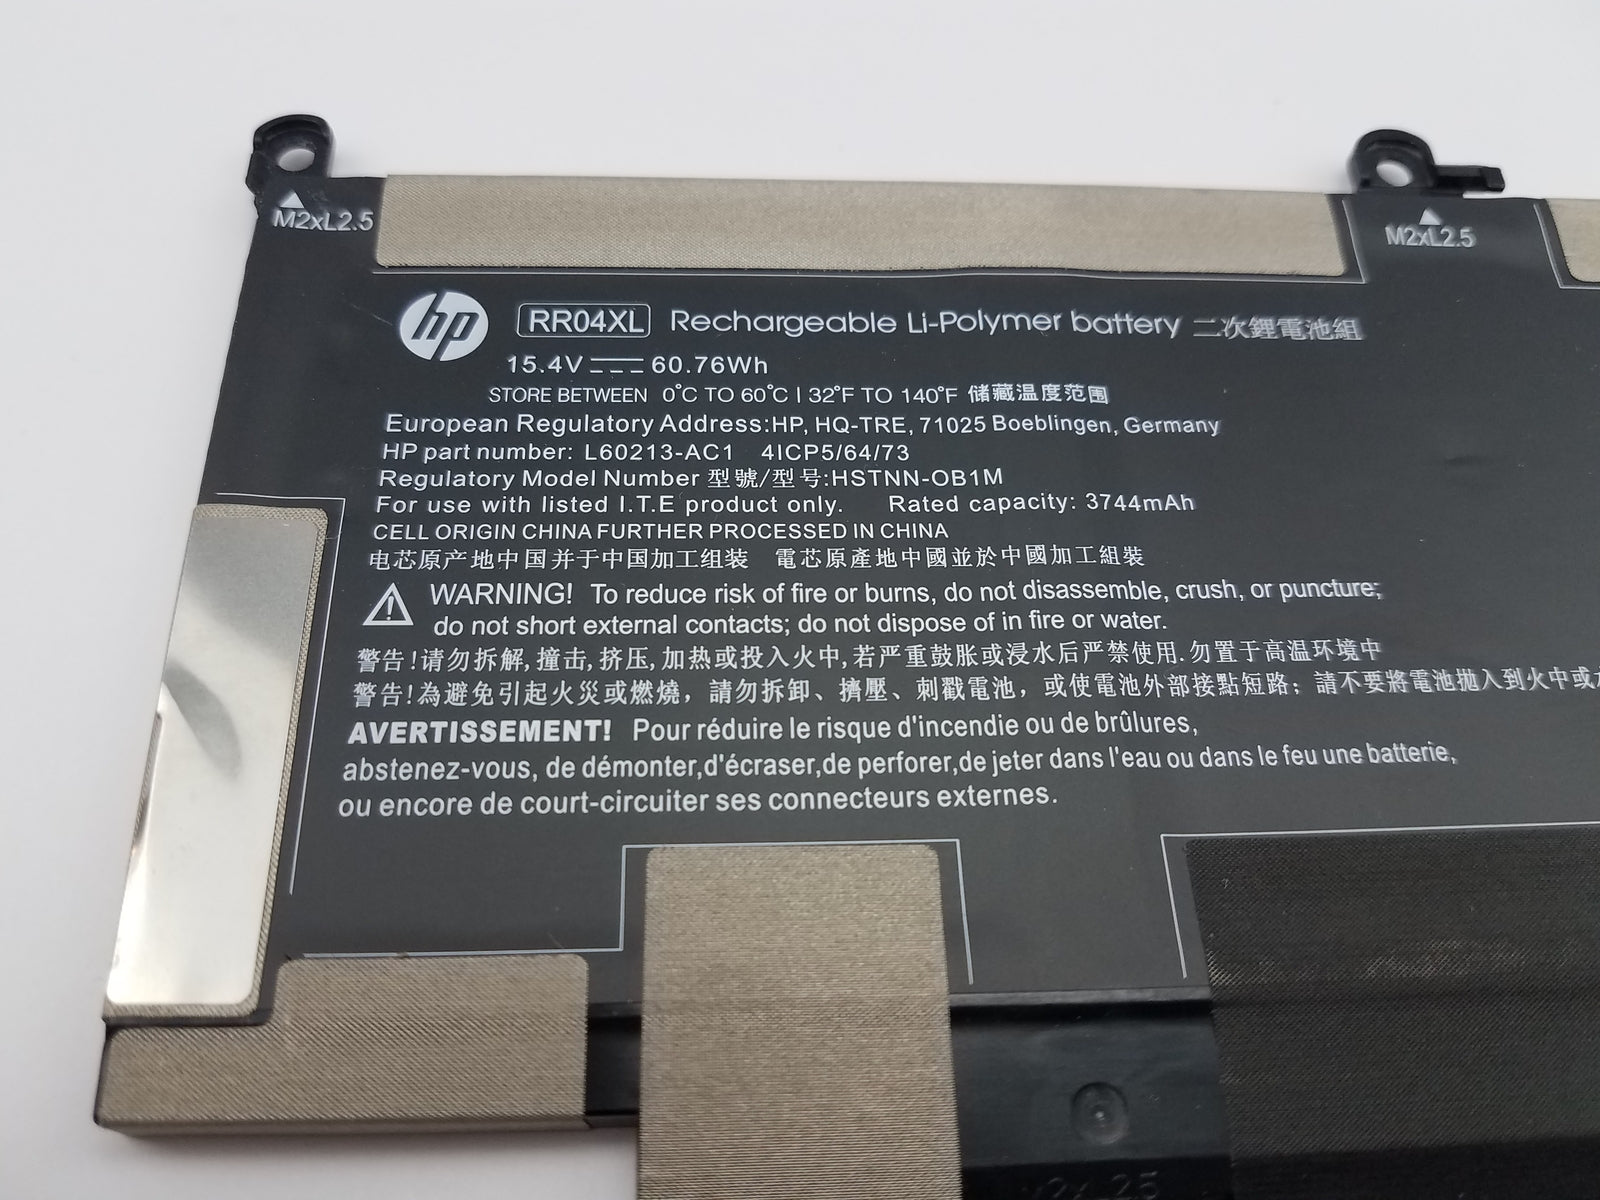 M2xL2.5
M2xL2.5
hp RR04XL Rechargeable Li-Polymer battery 二次鋰電池組
15.4V 60.76Wh
STORE BETWEEN 0°C TO 60°C | 32°F TO 140°F 储藏温度范围
European Regulatory Address:HP, HQ-TRE, 71025 Boeblingen, Germany
HP part number: L60213-AC1 4ICP5/64/73
Regulatory Model Number 型號/型号:HSTNN-OB1M
For use with listed I.T.E product only. Rated capacity: 3744mAh
CELL ORIGIN CHINA FURTHER PROCESSED IN CHINA
电芯原产地中国并于中国加工组装 電芯原產地中國並於中國加工組裝
WARNING! To reduce risk of fire or burns, do not disassemble, crush, or puncture;
do not short external contacts; do not dispose of in fire or water.
警告!请勿拆解,撞击,挤压,加热或投入火中,若严重鼓胀或浸水后严禁使用.勿置于高温环境中
警告!為避免引起火災或燃燒，請勿拆卸、擠壓、刺戳電池，或使電池外部接點短路；請不要將電池拋入到火中或
AVERTISSEMENT! Pour réduire le risque d'incendie ou de brûlures,
abstenez-vous, de démonter,d'écraser,de perforer,de jeter dans l'eau ou dans le feu une batterie,
ou encore de court-circuiter ses connecteurs externes.